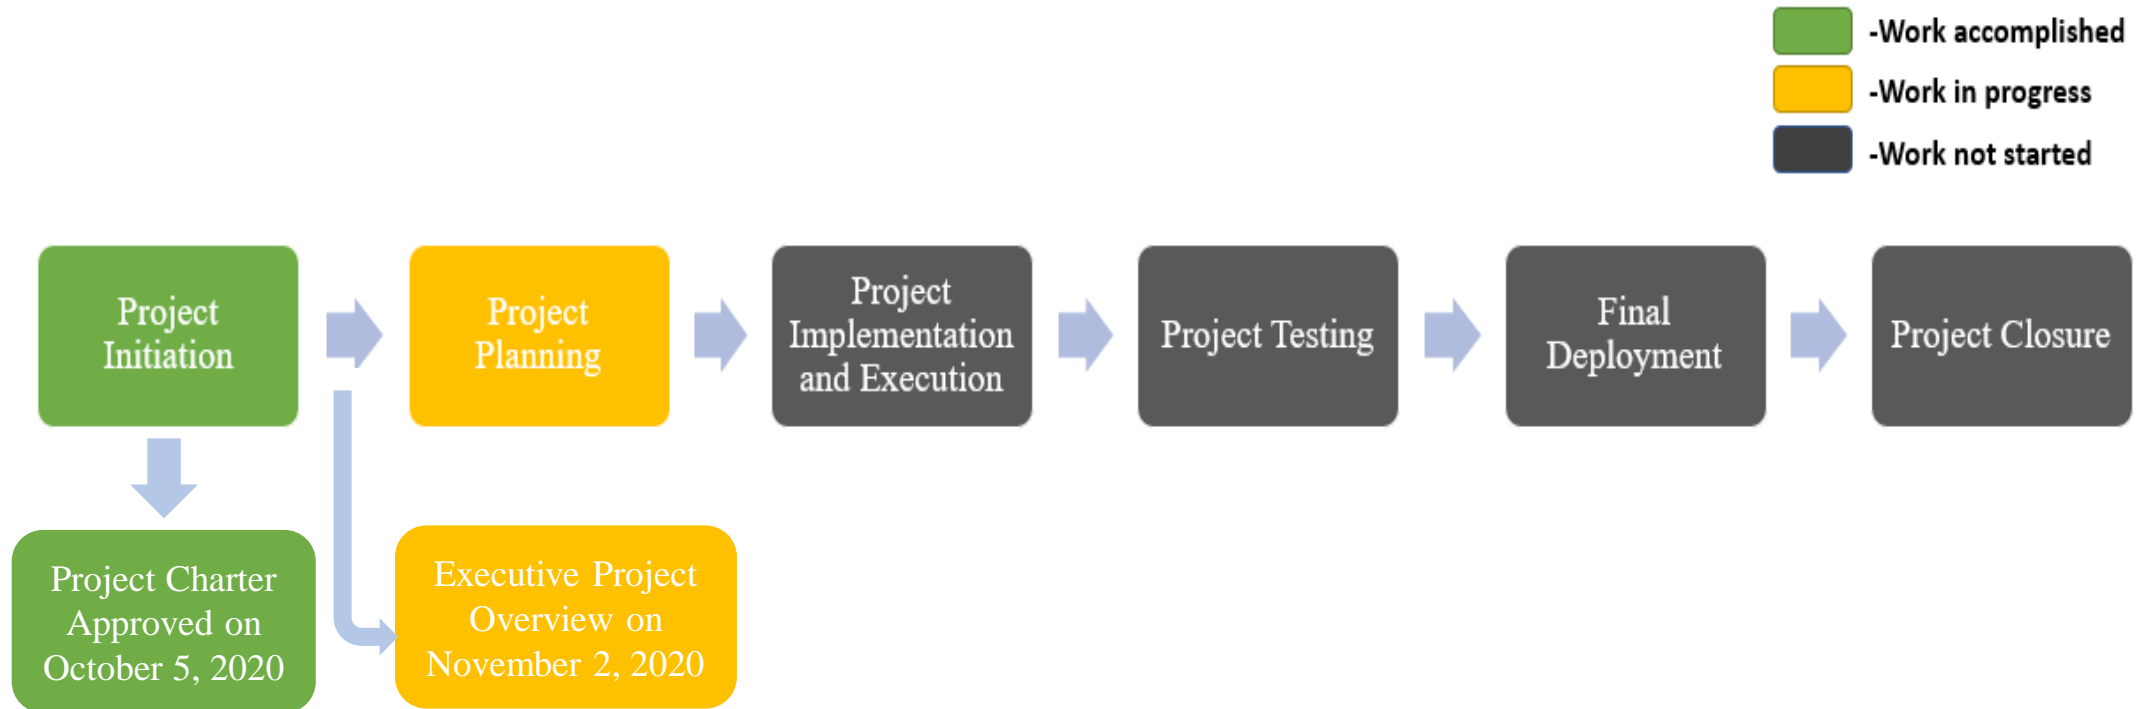 -Work accomplished
-Work in progress
-Work not started
Project
Initiation
Project
Planning
Project
Implementation
and Execution
Project Testing
Final
Deployment
Project Closure
Project Charter
Approved on
October 5, 2020
Executive Project
Overview on
November 2, 2020